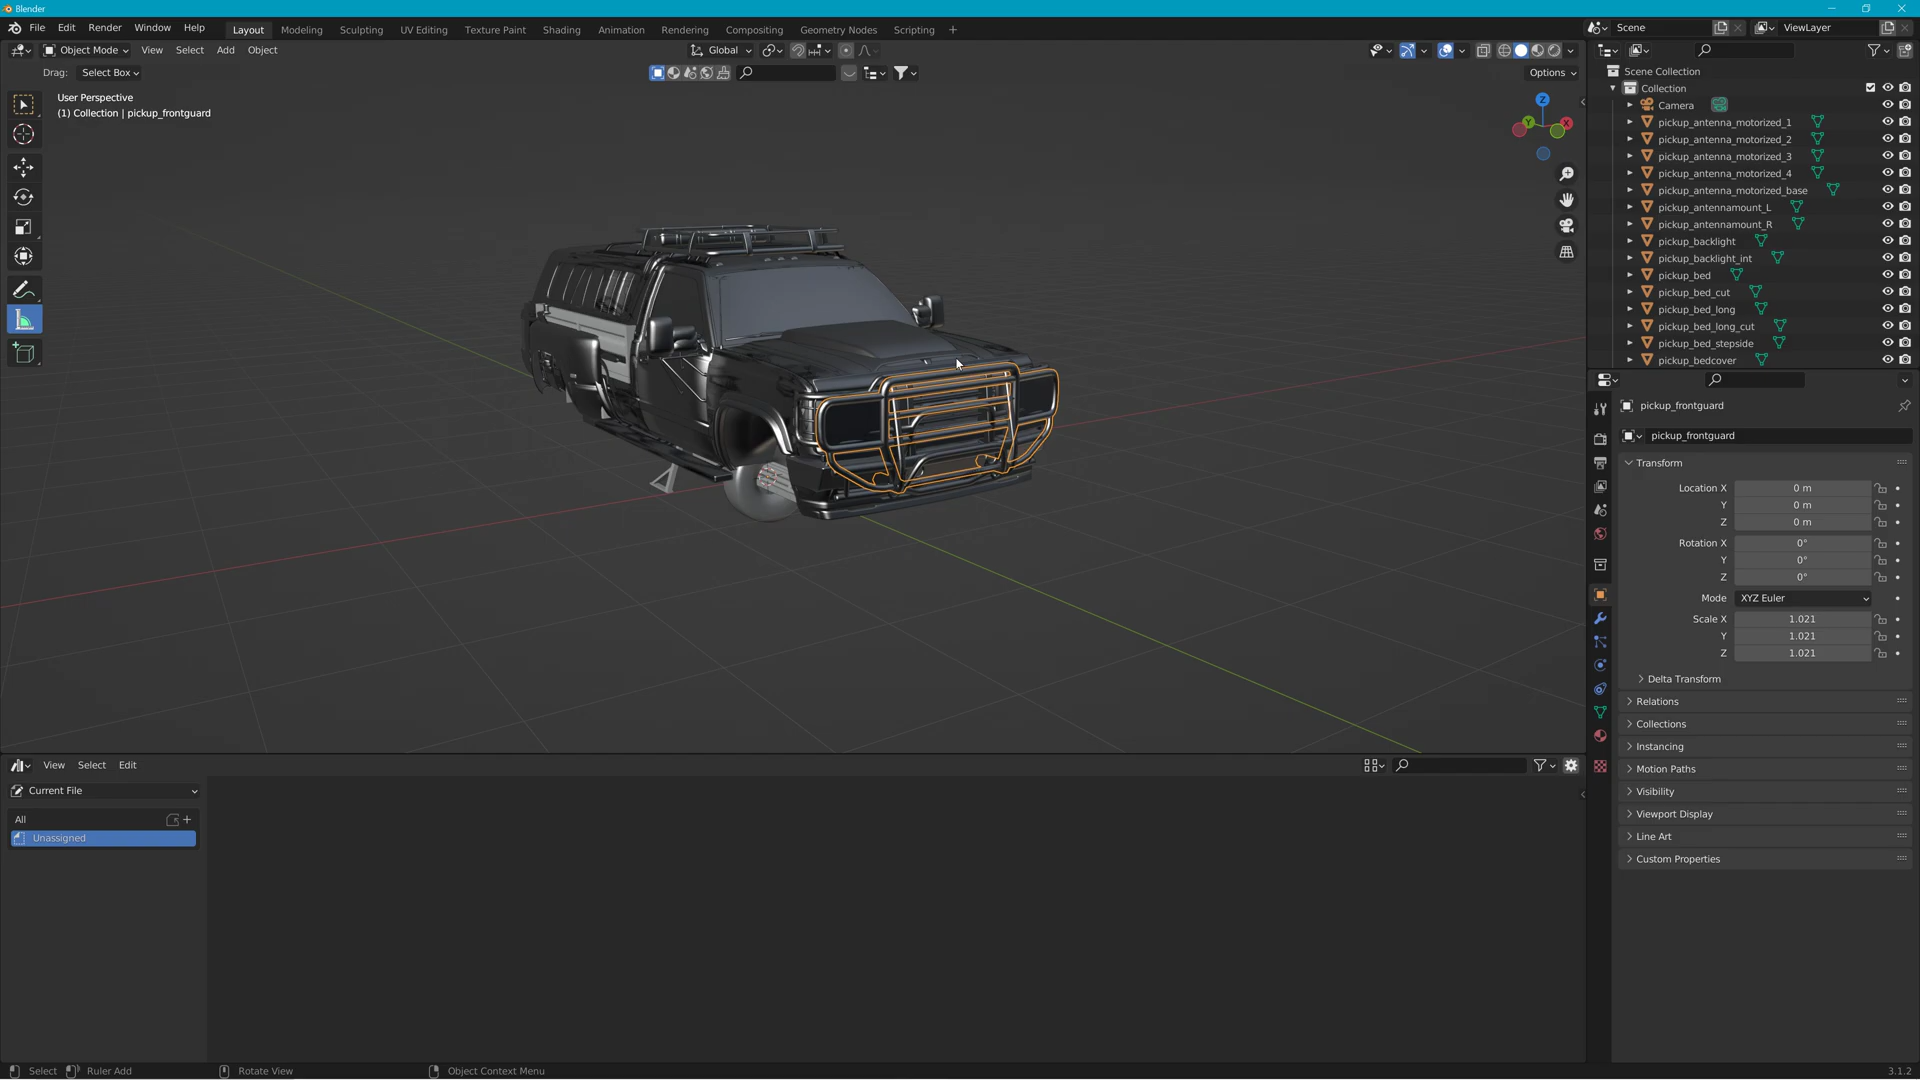 Blender
File Edit Render Window Help Layout Modeling Sculpting UV Editing Texture Paint Shading Animation Rendering Compositing Geometry Nodes Scripting + Scene ViewLayer
Object Mode View Select Add Object Global
Drag: Select Box Options
User Perspective
(1) Collection | pickup_frontguard
Z
Y X
Scene Collection
Collection
Camera
pickup_antenna_motorized_1
pickup_antenna_motorized_2
pickup_antenna_motorized_3
pickup_antenna_motorized_4
pickup_antenna_motorized_base
pickup_antennamount_L
pickup_antennamount_R
pickup_backlight
pickup_backlight_int
pickup_bed
pickup_bed_cut
pickup_bed_long
pickup_bed_long_cut
pickup_bed_stepside
pickup_bedcover
pickup_frontguard
pickup_frontguard
Transform
Location X 0 m
Y 0 m
Z 0 m
Rotation X 0°
Y 0°
Z 0°
Mode XYZ Euler
Scale X 1.021
Y 1.021
Z 1.021
Delta Transform
Relations
Collections
Instancing
Motion Paths
Visibility
Viewport Display
Line Art
Custom Properties
View Select Edit
Current File
All
Unassigned
Select Ruler Add Rotate View Object Context Menu 3.1.2